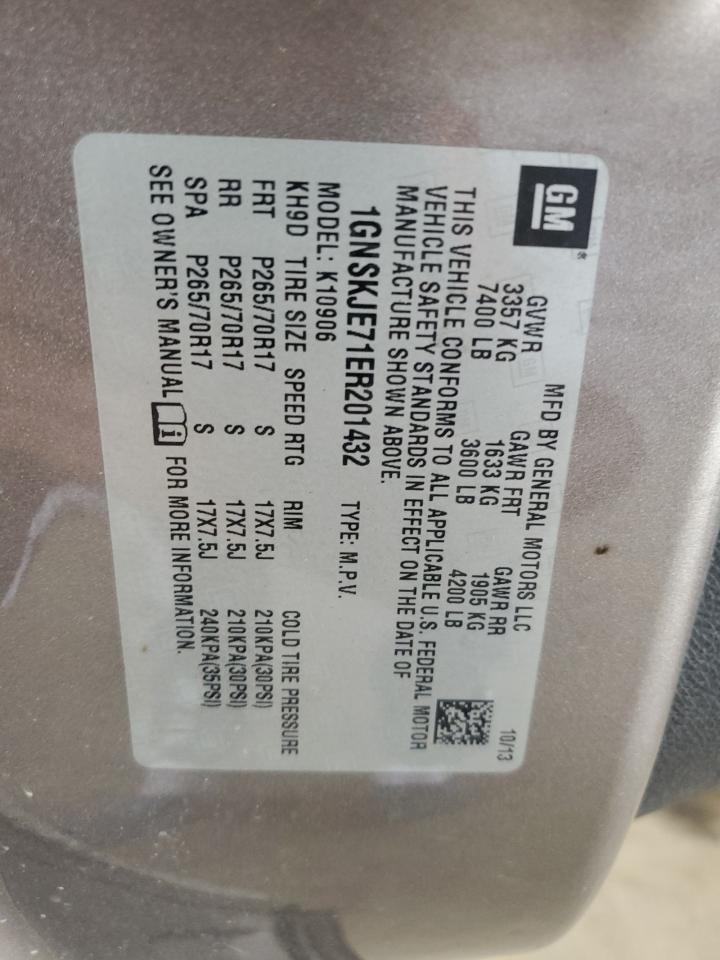 GM®
MFD BY GENERAL MOTORS LLC 10/13
GVWR GAWR FRT GAWR RR
3357 KG 1633 KG 1905 KG
7400 LB 3600 LB 4200 LB
THIS VEHICLE CONFORMS TO ALL APPLICABLE U.S. FEDERAL MOTOR
VEHICLE SAFETY STANDARDS IN EFFECT ON THE DATE OF
MANUFACTURE SHOWN ABOVE.
1GNSKJE71ER201432 TYPE: M.P.V.
MODEL: K10906
KH9D TIRE SIZE SPEED RTG RIM COLD TIRE PRESSURE
FRT P265/70R17 S 17X7.5J 210KPA(30PSI)
RR P265/70R17 S 17X7.5J 210KPA(30PSI)
SPA P265/70R17 S 17X7.5J 240KPA(35PSI)
SEE OWNER'S MANUAL FOR MORE INFORMATION.